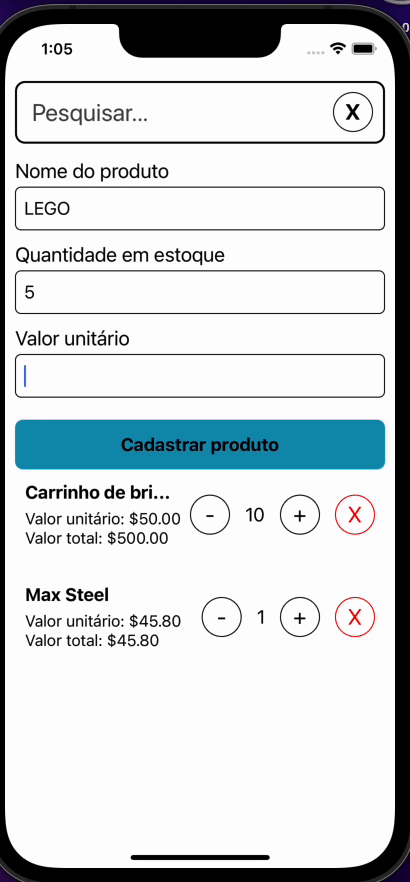 1:05
Pesquisar...
X
Nome do produto
LEGO
Quantidade em estoque
5
Valor unitário
Cadastrar produto
Carrinho de bri...
Valor unitário: $50.00
Valor total: $500.00
- 10 + X
Max Steel
Valor unitário: $45.80
Valor total: $45.80
- 1 + X